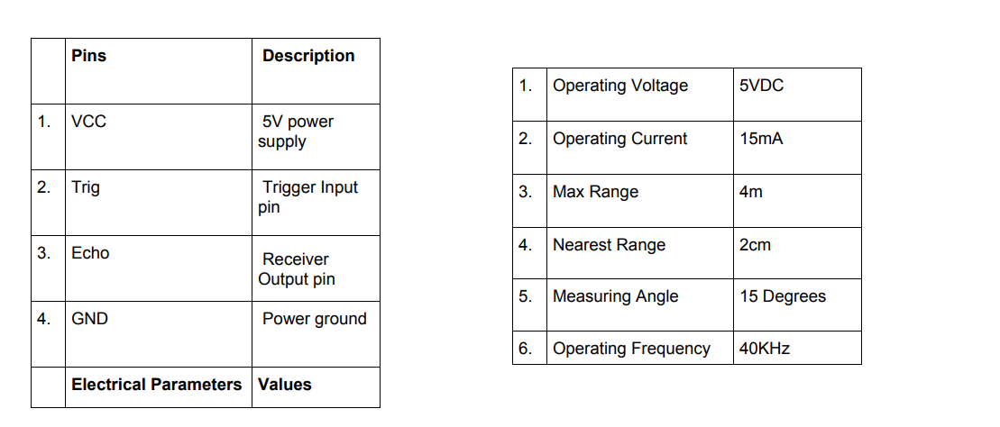 Pins Description
1. VCC 5V power
supply
2. Trig Trigger Input
pin
3. Echo Receiver
Output pin
4. GND Power ground
Electrical Parameters Values
1. Operating Voltage 5VDC
2. Operating Current 15mA
3. Max Range 4m
4. Nearest Range 2cm
5. Measuring Angle 15 Degrees
6. Operating Frequency 40KHz